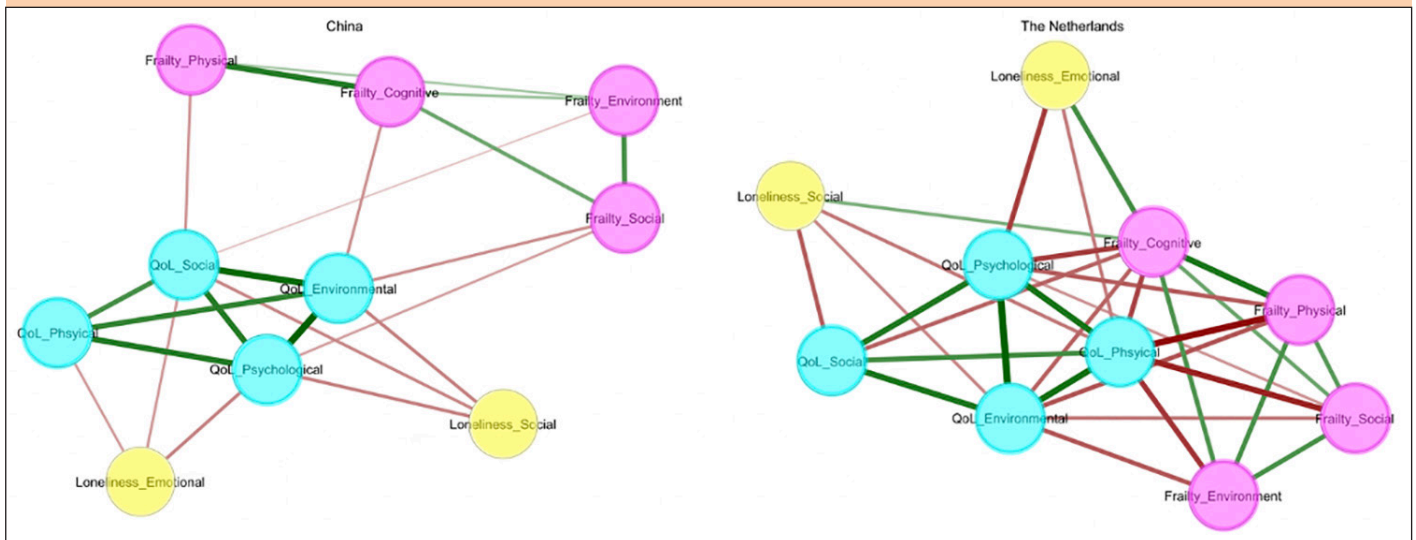 China
Frailty_Physical
Frailty_Cognitive
Frailty_Environment
Frailty_Social
QoL_Social
QoL_Environmental
QoL_Phsyical
QoL_Psychological
Loneliness_Social
Loneliness_Emotional
The Netherlands
Loneliness_Emotional
Loneliness_Social
Frailty_Cognitive
QoL_Psychological
Frailty_Physical
QoL_Phsyical
QoL_Social
QoL_Environmental
Frailty_Social
Frailty_Environment